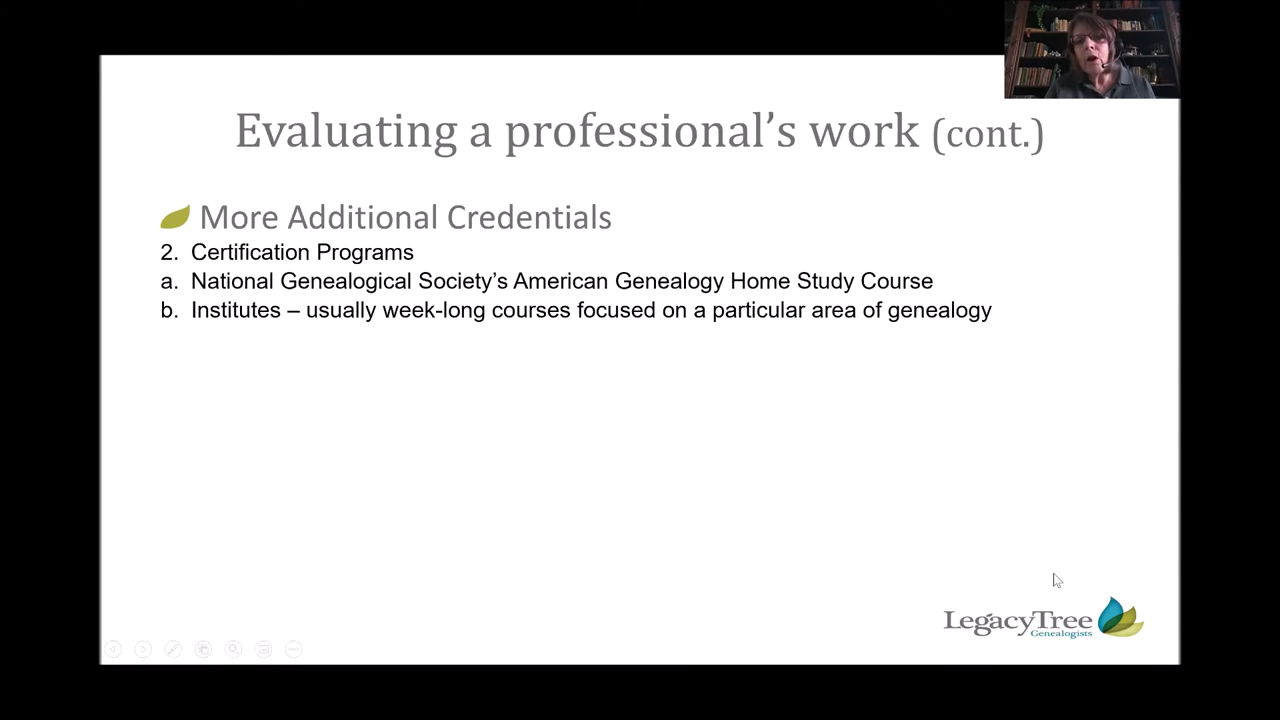 Evaluating a professional’s work (cont.)
More Additional Credentials
2. Certification Programs
a. National Genealogical Society’s American Genealogy Home Study Course
b. Institutes – usually week-long courses focused on a particular area of genealogy
LegacyTree
Genealogists